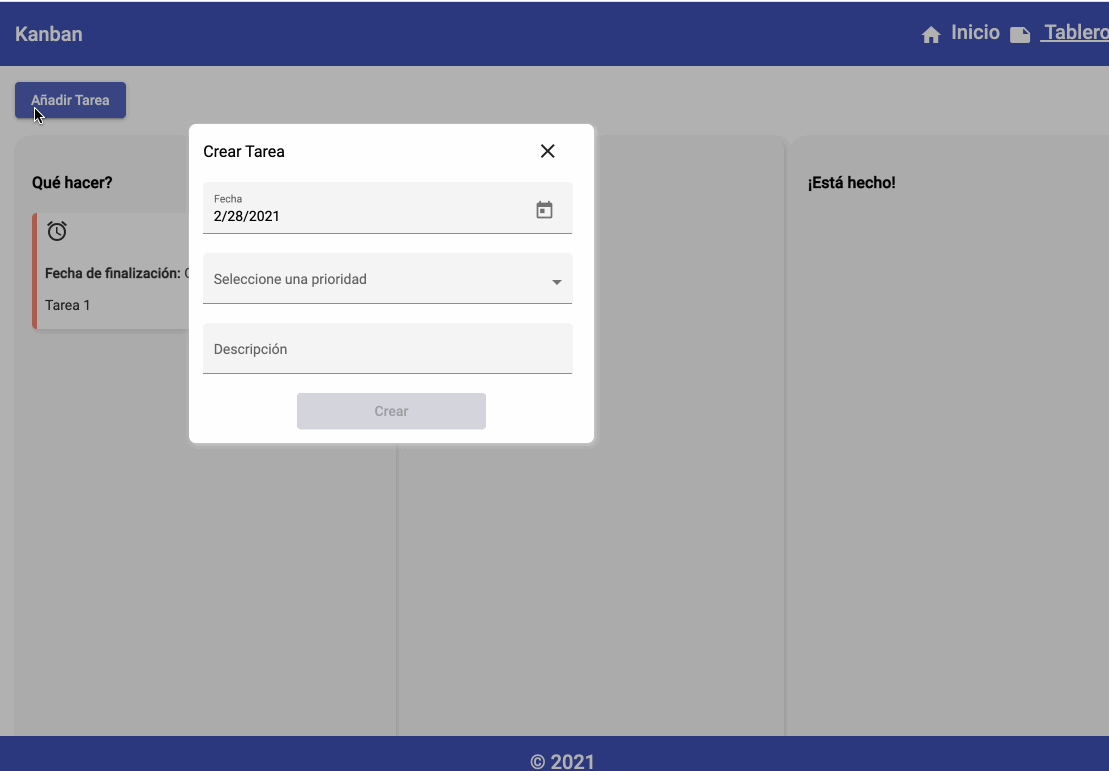 Kanban
Inicio
Tablero
Añadir Tarea
Qué hacer?
¡Está hecho!
Fecha de finalización:
Tarea 1
Crear Tarea
Fecha
2/28/2021
Seleccione una prioridad
Descripción
Crear
© 2021